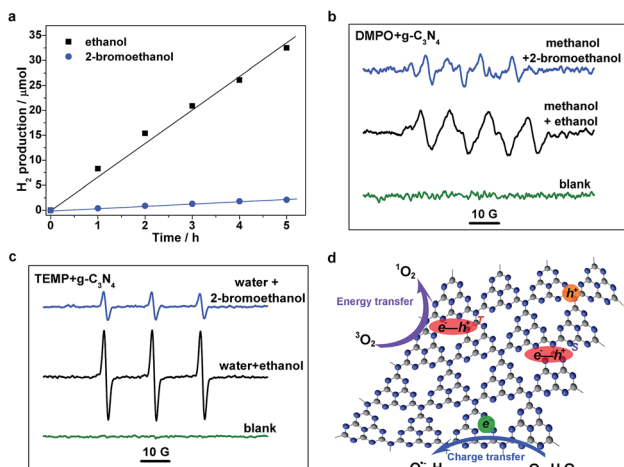 a
ethanol
2-bromoethanol
H2 production / μmol
35
30
25
20
15
10
5
0
0 1 2 3 4 5
Time / h
b
DMPO+g-C3N4
methanol
+2-bromoethanol
methanol
+ ethanol
blank
10 G
c
TEMP+g-C3N4
water +
2-bromoethanol
water+ethanol
blank
10 G
d
1O2
Energy transfer
3O2
e- h+ T
h+
e- h+ S
e
Charge transfer